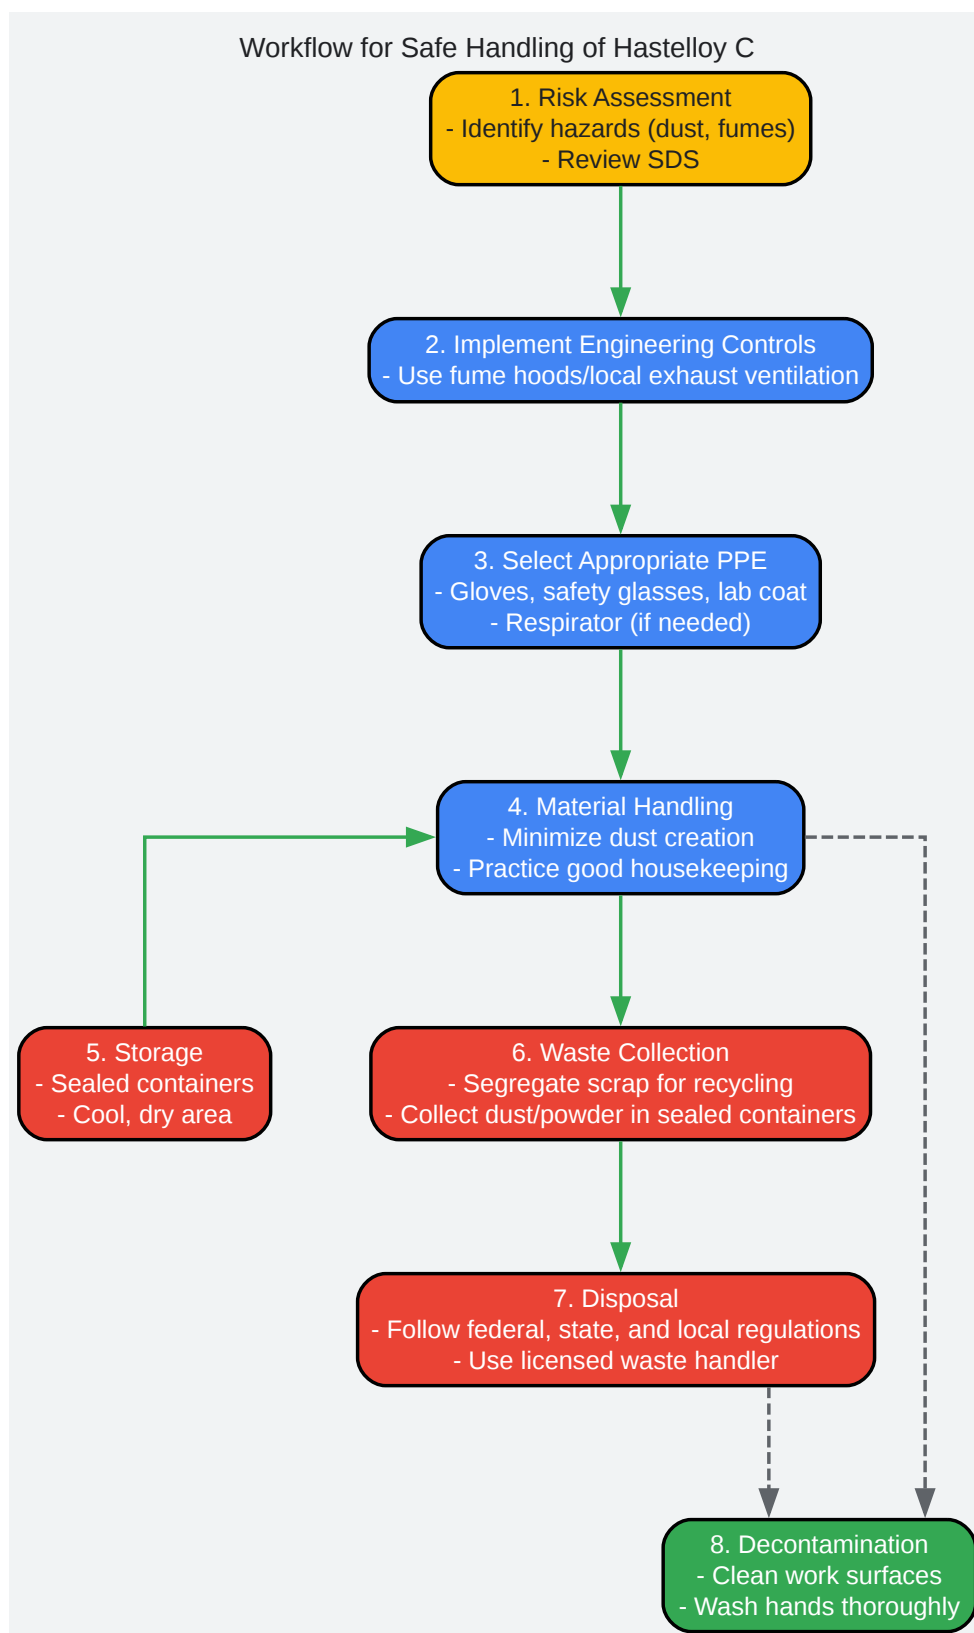 Workflow for Safe Handling of Hastelloy C
1. Risk Assessment
- Identify hazards (dust, fumes)
- Review SDS
2. Implement Engineering Controls
- Use fume hoods/local exhaust ventilation
3. Select Appropriate PPE
- Gloves, safety glasses, lab coat
- Respirator (if needed)
4. Material Handling
- Minimize dust creation
- Practice good housekeeping
5. Storage
- Sealed containers
- Cool, dry area
6. Waste Collection
- Segregate scrap for recycling
- Collect dust/powder in sealed containers
7. Disposal
- Follow federal, state, and local regulations
- Use licensed waste handler
8. Decontamination
- Clean work surfaces
- Wash hands thoroughly